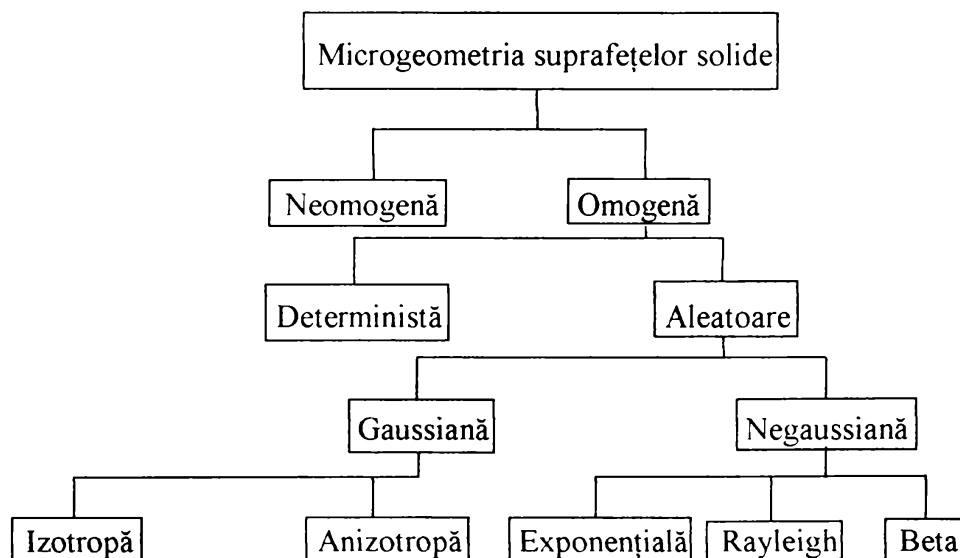 Microgeometria suprafețelor solide
Neomogenă Omogenă
Deterministă Aleatoare
Gaussiană Negaussiană
Izotropă Anizotropă Exponențială Rayleigh Beta